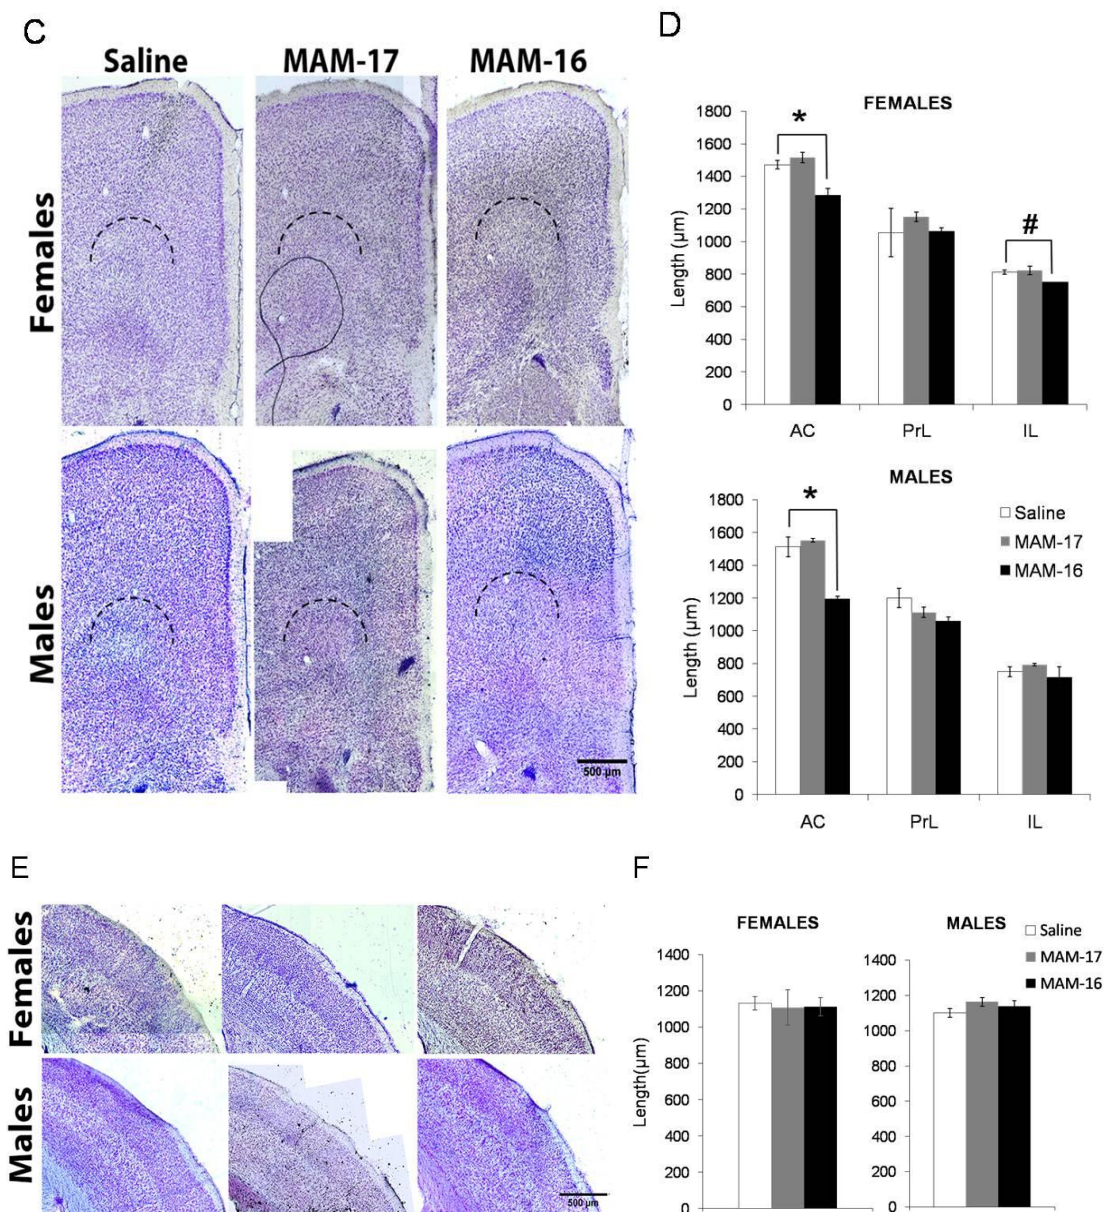 C
Saline MAM-17 MAM-16
Females
Males
500 µm
D
FEMALES
1800
1600
1400
1200
1000
800
600
400
200
0
Length (µm)
*
#
AC PrL IL
MALES
1800
1600
1400
1200
1000
800
600
400
200
0
Length (µm)
*
Saline
MAM-17
MAM-16
AC PrL IL
E
Females
Males
500 µm
F
FEMALES
1400
1200
1000
800
600
400
200
0
Length(µm)
MALES
1400
1200
1000
800
600
400
200
0
Saline
MAM-17
MAM-16